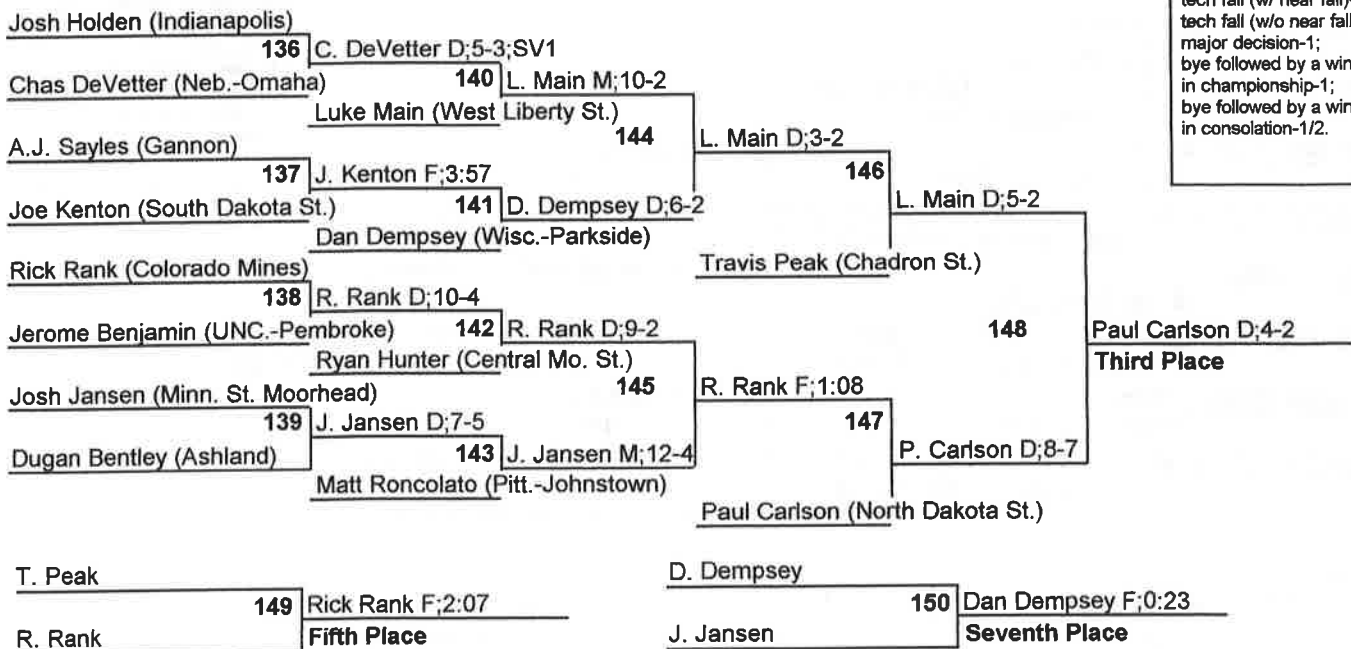 tech fall (w/ near fall)
tech fall (w/o near fall
major decision-1;
bye followed by a win
in championship-1;
bye followed by a win
in consolation-1/2.
Josh Holden (Indianapolis)
136 C. DeVetter D;5-3;SV1
Chas DeVetter (Neb.-Omaha)
140 L. Main M;10-2
Luke Main (West Liberty St.)
144 L. Main D;3-2
A.J. Sayles (Gannon)
137 J. Kenton F;3:57
146
Joe Kenton (South Dakota St.)
141 D. Dempsey D;6-2
L. Main D;5-2
Dan Dempsey (Wisc.-Parkside)
Travis Peak (Chadron St.)
Rick Rank (Colorado Mines)
138 R. Rank D;10-4
Jerome Benjamin (UNC.-Pembroke)
142 R. Rank D;9-2
148 Paul Carlson D;4-2
Third Place
Ryan Hunter (Central Mo. St.)
145 R. Rank F;1:08
Josh Jansen (Minn. St. Moorhead)
139 J. Jansen D;7-5
147
Dugan Bentley (Ashland)
143 J. Jansen M;12-4
P. Carlson D;8-7
Matt Roncolato (Pitt.-Johnstown)
Paul Carlson (North Dakota St.)
T. Peak
149 Rick Rank F;2:07
R. Rank
Fifth Place
D. Dempsey
150 Dan Dempsey F;0:23
J. Jansen
Seventh Place